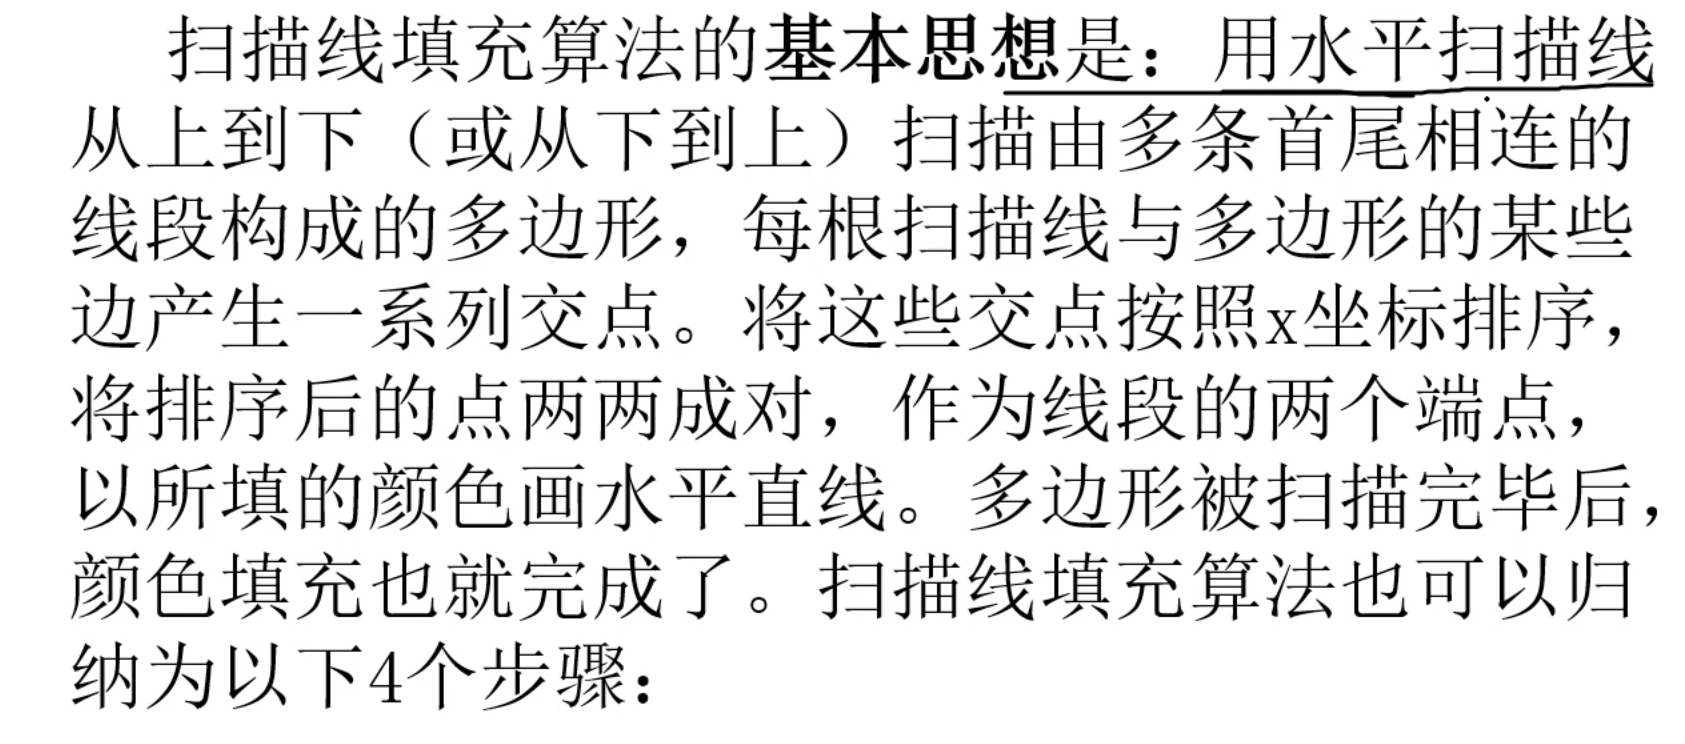 扫描线填充算法的基本思想是：用水平扫描线
从上到下（或从下到上）扫描由多条首尾相连的
线段构成的多边形，每根扫描线与多边形的某些
边产生一系列交点。将这些交点按照x坐标排序，
将排序后的点两两成对，作为线段的两个端点，
以所填的颜色画水平直线。多边形被扫描完毕后，
颜色填充也就完成了。扫描线填充算法也可以归
纳为以下4个步骤：